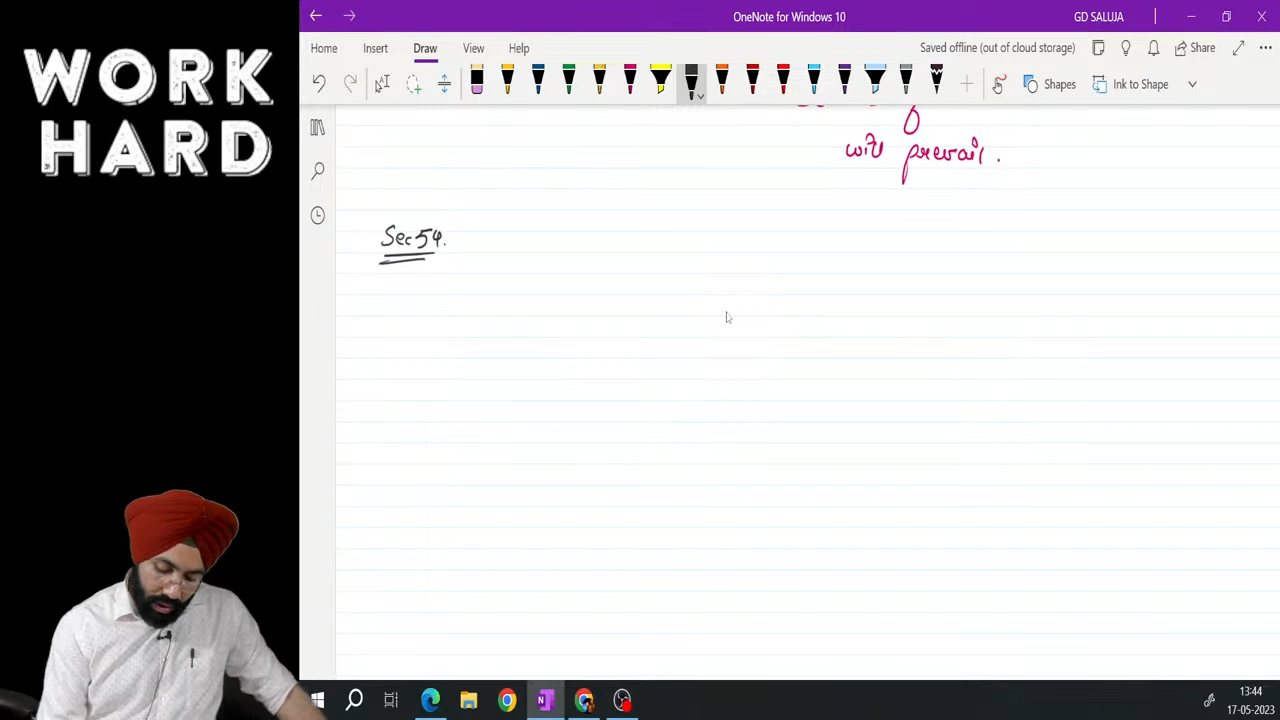 WORK
HARD
OneNote for Windows 10
GD SALUJA
Home Insert Draw View Help
Saved offline (out of cloud storage)
Share
Shapes
Ink to Shape
will prevail.
Sec 54.
13:44
17-05-2023